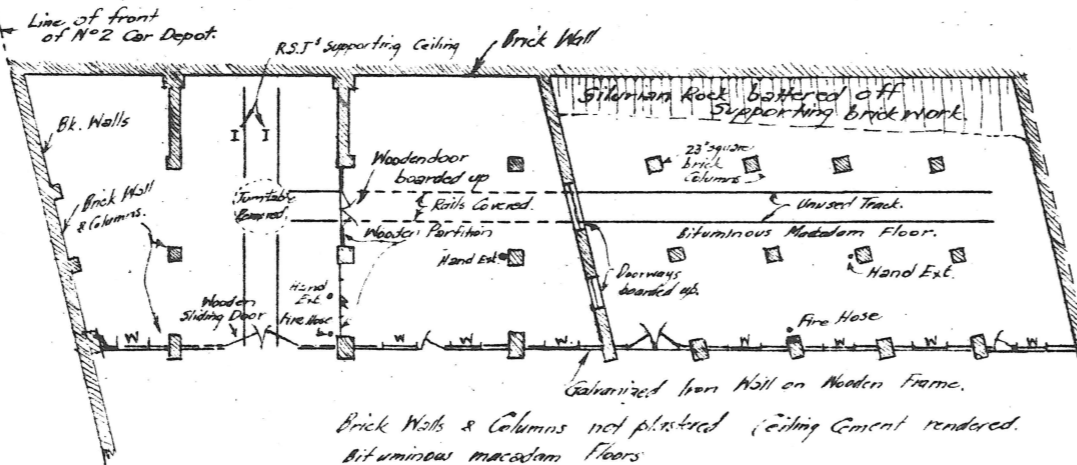 Line of front
of Nº2 Car Depot.
R.S.Jˢ Supporting Ceiling
Brick Wall
Silurian Rock battered off
Supporting brickwork.
Bk. Walls
I I
Wooden door
boarded up
23" square
brick
Columns
Brick Wall
& Columns.
Turntable
Removed.
Rails Covered.
Unused Track.
Wooden Partition
Bituminous Macadam Floor.
Hand Ext
Hand Ext.
Doorways
boarded up.
Hand
Ext.
Wooden
Sliding Door
Fire Hose
Fire Hose
W W W W W W W W W
Galvanized Iron Wall on Wooden Frame.
Brick Walls & Columns not plastered Ceiling Cement rendered.
Bituminous macadam Floors